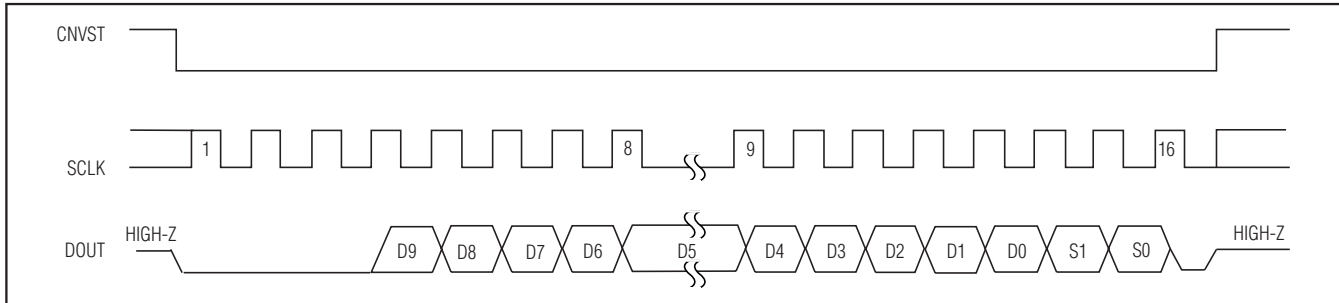 CNVST
1 8 9 16
SCLK
HIGH-Z HIGH-Z
DOUT D9 D8 D7 D6 D5 D4 D3 D2 D1 D0 S1 S0